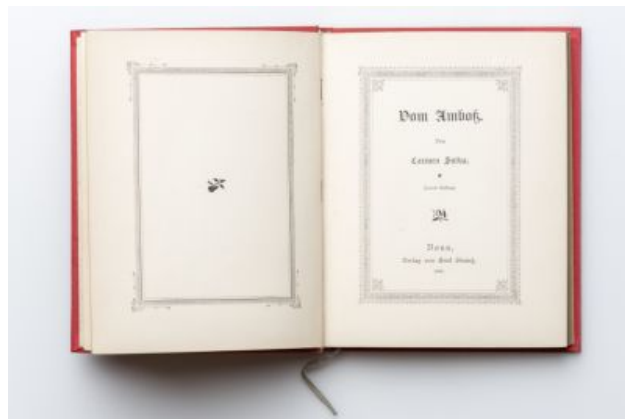 Vom Amboß.
Von
Carmen Sylva.
Bonn,
Verlag von Emil Strauß.